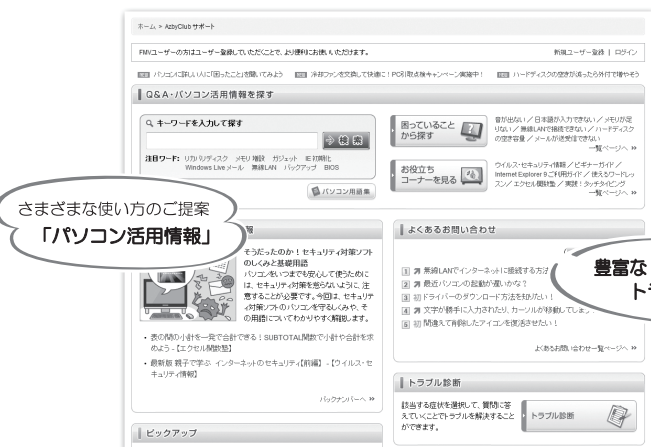 ホーム > AzbyClub サポート
FMVユーザーの方はユーザー登録していただくことで、より便利にお使いいただけます。
新規ユーザー登録 | ログイン
パソコンに詳しい人に「困ったこと」を聞いてみよう
冷却ファンを交換して快適に！PC引取点検キャンペーン実施中！
ハードディスクの空きが減ったら外付で増やそう
Q&A・パソコン活用情報を探す
キーワードを入力して探す
検索
注目ワード： リカバリディスク メモリ増設 ガジェット IE初期化
Windows Live メール 無線LAN バックアップ BIOS
パソコン用語集
困っていること
から探す
音が出ない／日本語が入力できない／メモリが足
りない／無線LANで接続できない／ハードディスク
の空き容量／メールが送受信できない
一覧ページへ
お役立ち
コーナーを見る
ウイルス・セキュリティ情報／ビギナーガイド／
Internet Explorer 9ご利用ガイド／使えるワードレッ
スン／エクセル関数塾／実践！タッチタイピング
一覧ページへ
さまざまな使い方のご提案
「パソコン活用情報」
報
そうだったのか！セキュリティ対策ソフト
のしくみと基礎用語
パソコンをいつまでも安心して使うために
は、セキュリティ対策を怠らないように、注
意することが必要です。今回は、セキュリテ
ィ対策ソフトのパソコンを守るしくみや、そ
の用語についてわかりやすく解説します。
・表の間の小計を一発で合計できる！SUBTOTAL関数で小計や合計を求
めよう -【エクセル関数塾】
・最新版 親子で学ぶ インターネットのセキュリティ【前編】 -【ウイルス・セ
キュリティ情報】
バックナンバーへ
ピックアップ
よくあるお問い合わせ
1 無線LANでインターネットに接続する方法
2 最近パソコンの起動が遅いかな？
3 ドライバーのダウンロード方法を知りたい！
4 文字が勝手に入力されたり、カーソルが移動してしま
5 間違えて削除したアイコンを復活させたい！
よくあるお問い合わせ一覧ページへ
豊富な
トラ
トラブル診断
該当する症状を選択して、質問に答
えていくことでトラブルを解決すること
ができます。
トラブル診断